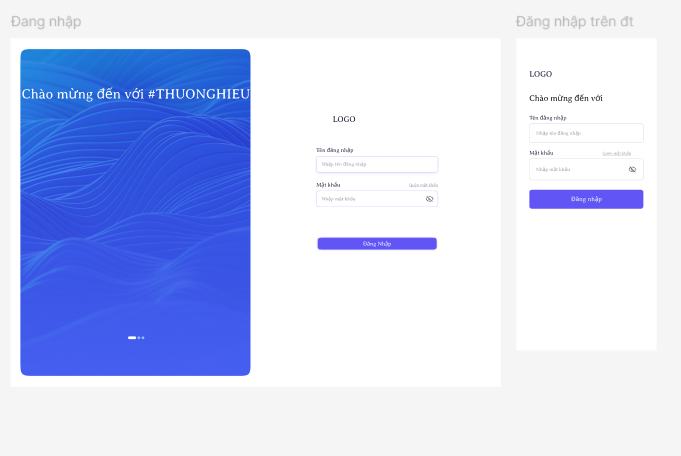 Đang nhập
Chào mừng đến với #THUONGHIEU
LOGO
Tên đăng nhập
Nhập tên đăng nhập
Mật khẩu
Quên mật khẩu
Nhập mật khẩu
Đăng Nhập
Đăng nhập trên đt
LOGO
Chào mừng đến với
Tên đăng nhập
Nhập tên đăng nhập
Mật khẩu
Quên mật khẩu
Nhập mật khẩu
Đăng nhập